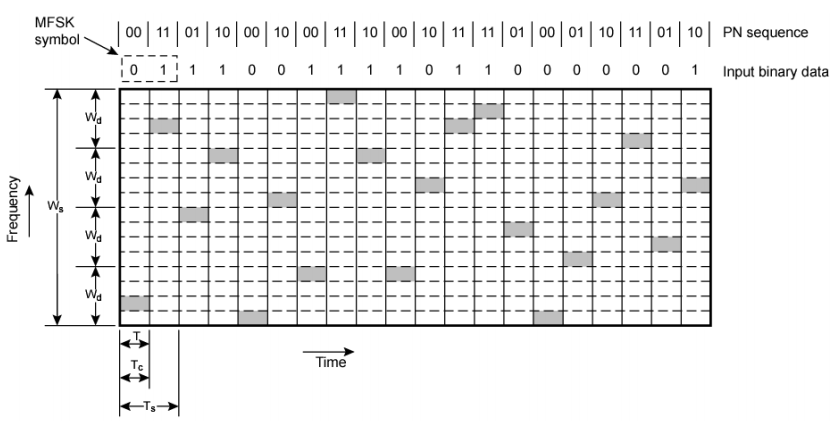 MFSK
symbol
00 | 11 | 01 | 10 | 00 | 10 | 00 | 11 | 10 | 00 | 10 | 11 | 11 | 01 | 00 | 01 | 10 | 11 | 01 | 10 | PN sequence
0 1 1 1 0 0 1 1 1 1 0 1 1 0 0 0 0 0 0 1 Input binary data
Wd
Wd
Ws
Wd
Wd
Frequency
T
Tc
Ts
Time